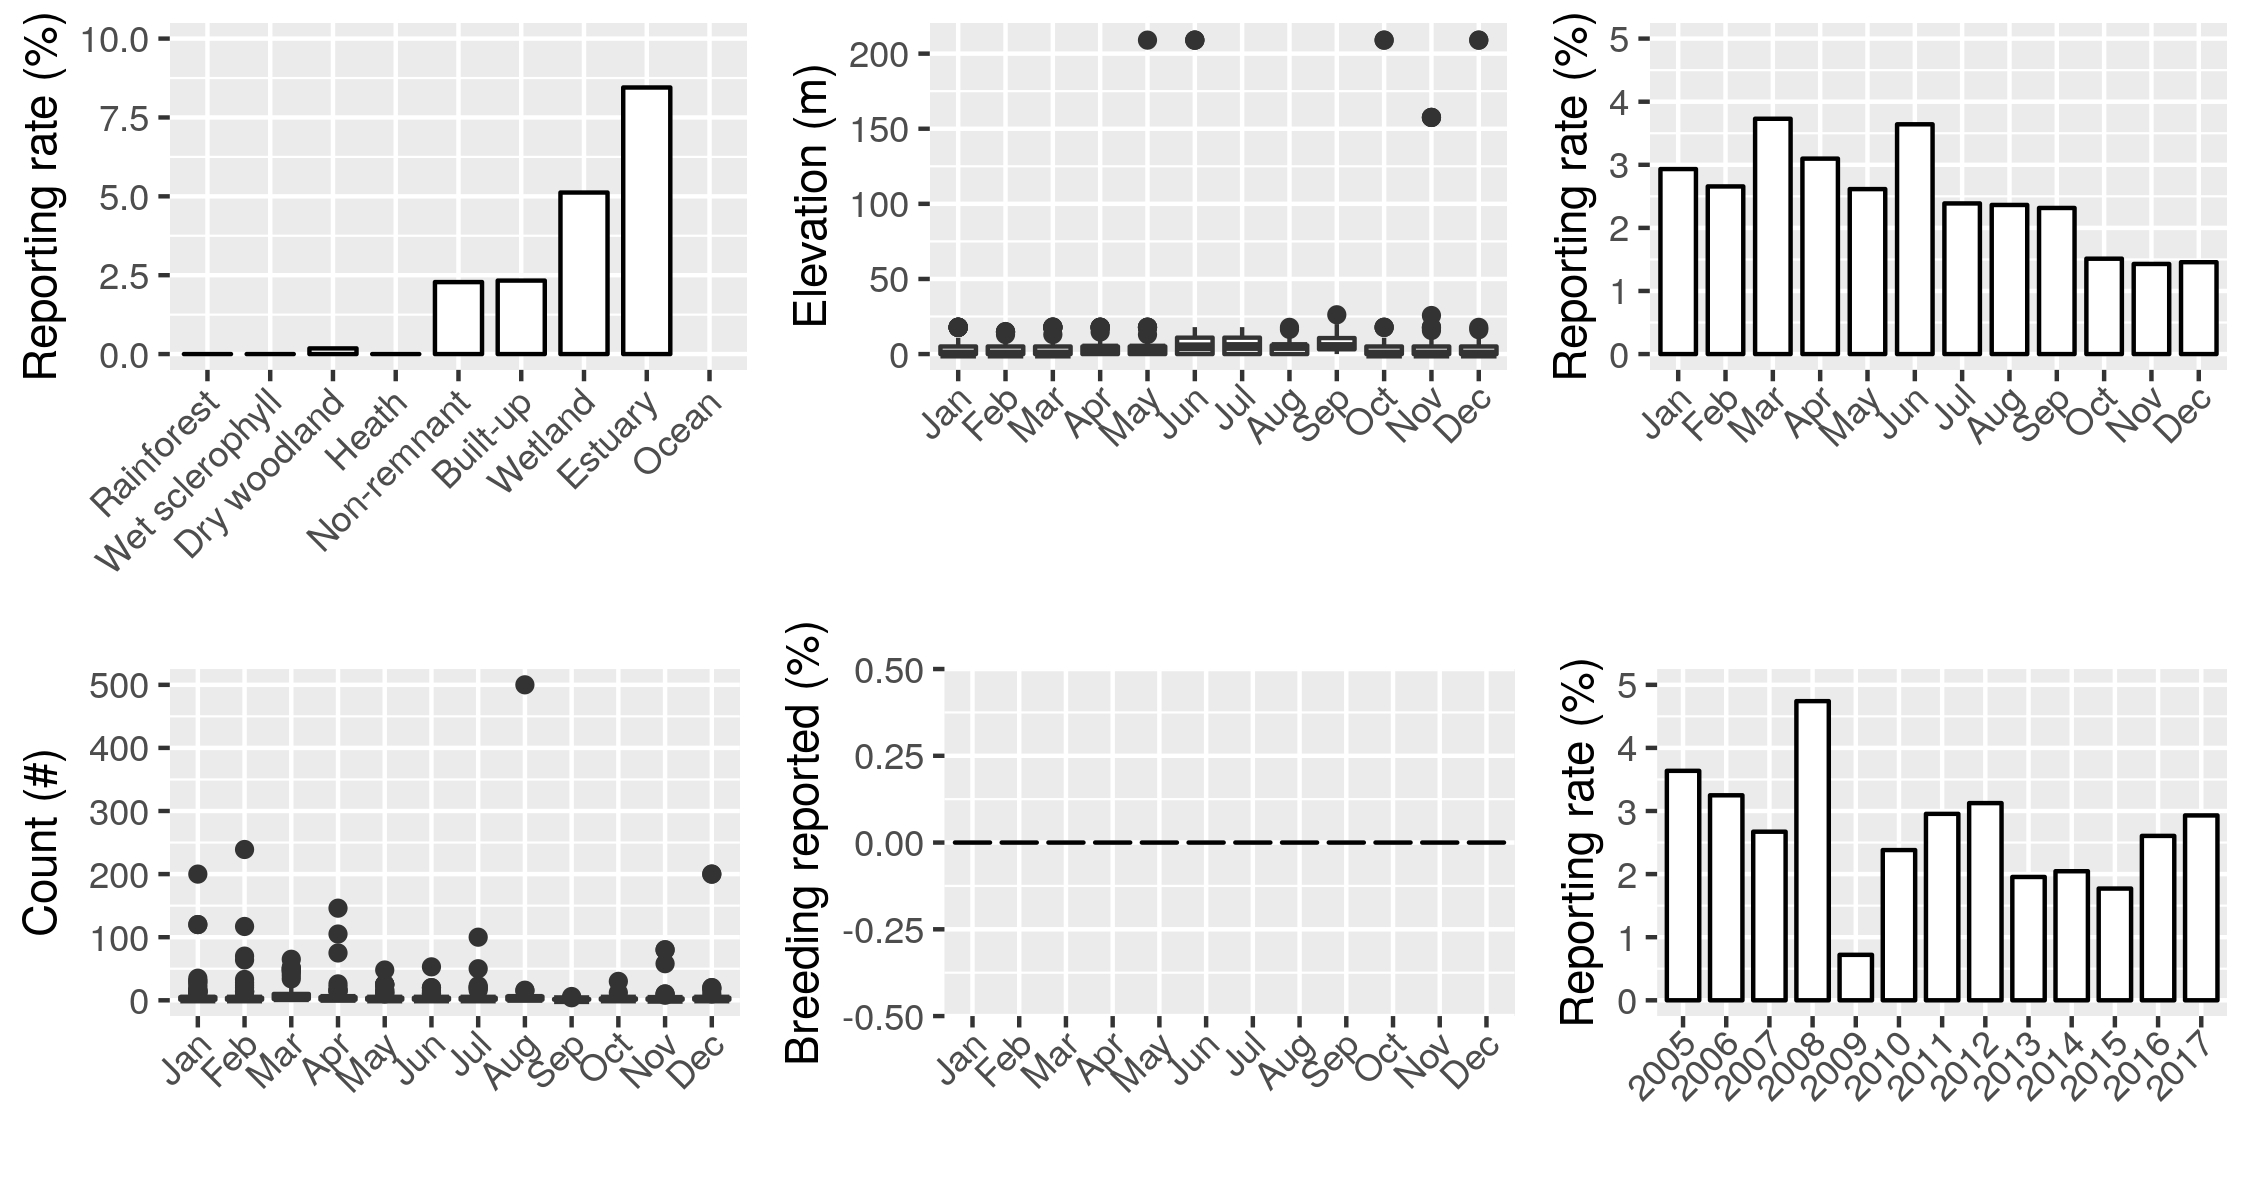 Reporting rate (%)
10.0
7.5
5.0
2.5
0.0
Rainforest
Wet sclerophyll
Dry woodland
Heath
Non-remnant
Built-up
Wetland
Estuary
Ocean
Elevation (m)
200
150
100
50
0
Jan
Feb
Mar
Apr
May
Jun
Jul
Aug
Sep
Oct
Nov
Dec
Reporting rate (%)
5
4
3
2
1
0
Jan
Feb
Mar
Apr
May
Jun
Jul
Aug
Sep
Oct
Nov
Dec
Count (#)
500
400
300
200
100
0
Jan
Feb
Mar
Apr
May
Jun
Jul
Aug
Sep
Oct
Nov
Dec
Breeding reported (%)
0.50
0.25
0.00
-0.25
-0.50
Jan
Feb
Mar
Apr
May
Jun
Jul
Aug
Sep
Oct
Nov
Dec
Reporting rate (%)
5
4
3
2
1
0
2005
2006
2007
2008
2009
2010
2011
2012
2013
2014
2015
2016
2017